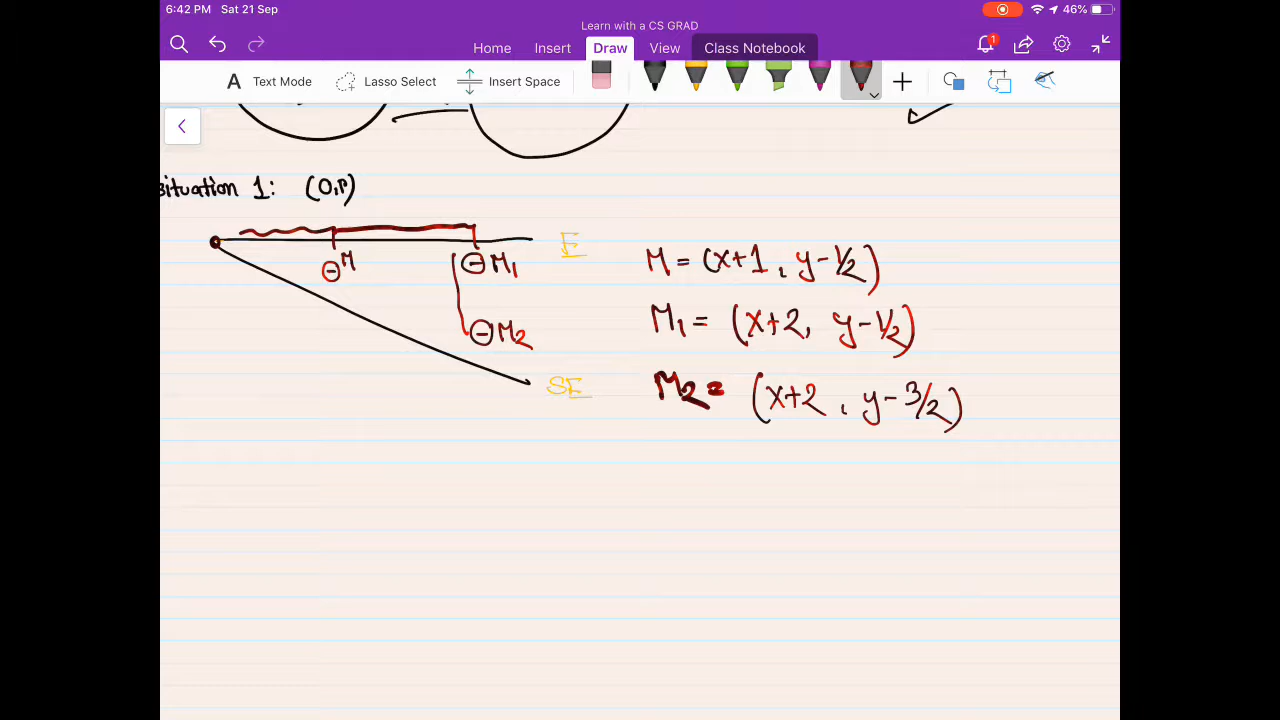 6:42 PM Sat 21 Sep 46%
Learn with a CS GRAD
Home Insert Draw View Class Notebook 1
Text Mode Lasso Select Insert Space
Situation 1: (0,P)
E
M
M1
M2
SE
M = (x+1, y-1/2)
M1 = (x+2, y-1/2)
M2 = (x+2, y-3/2)